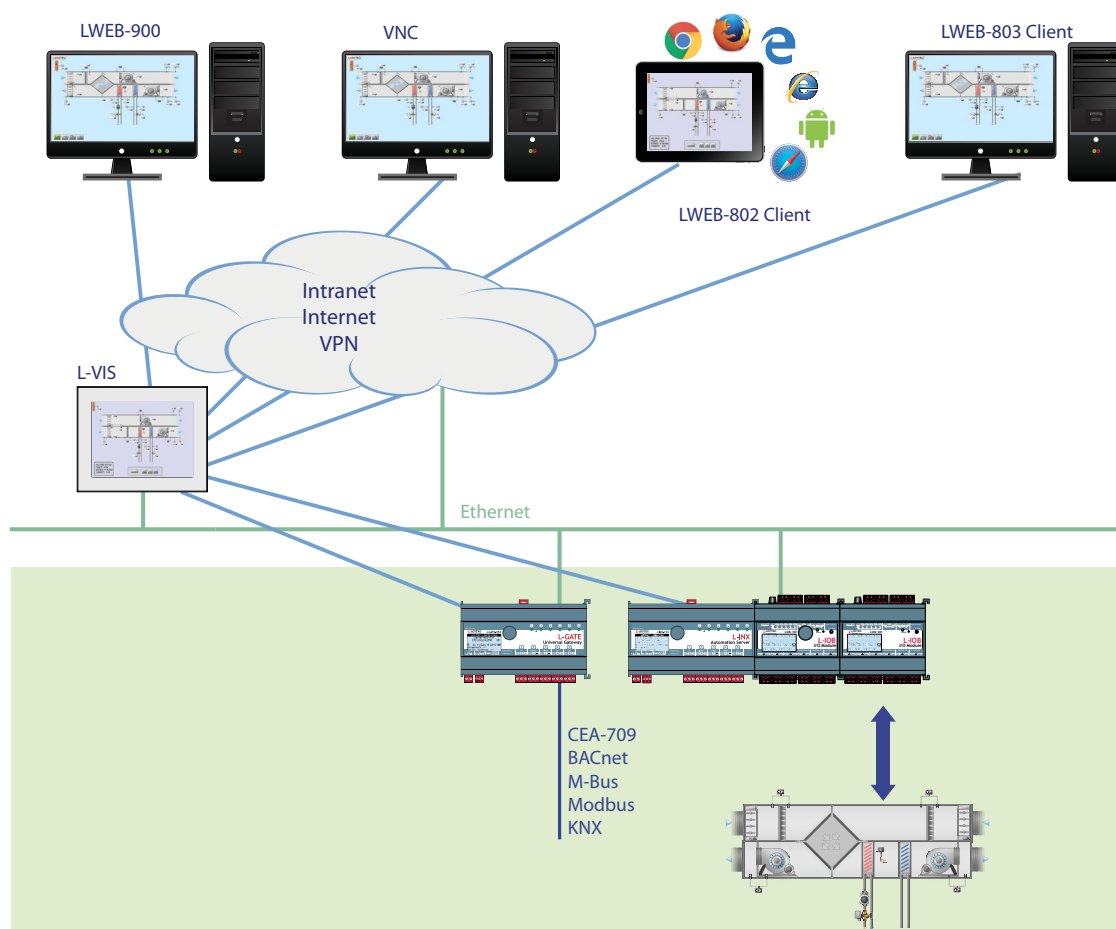 LWEB-900
VNC
LWEB-803 Client
LWEB-802 Client
Intranet
Internet
VPN
L-VIS
Ethernet
L-GATE
Universal Gateway
L-INX
Automation Server
L-IOB
I/O Module
L-IOB
I/O Module
CEA-709
BACnet
M-Bus
Modbus
KNX